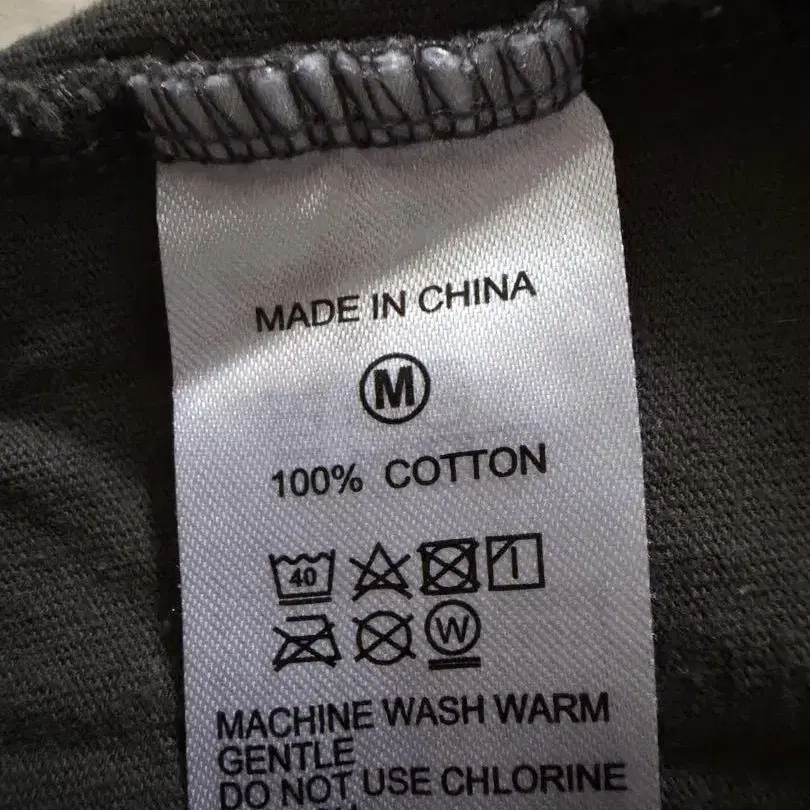 MADE IN CHINA
M
100% COTTON
40
W
MACHINE WASH WARM
GENTLE
DO NOT USE CHLORINE